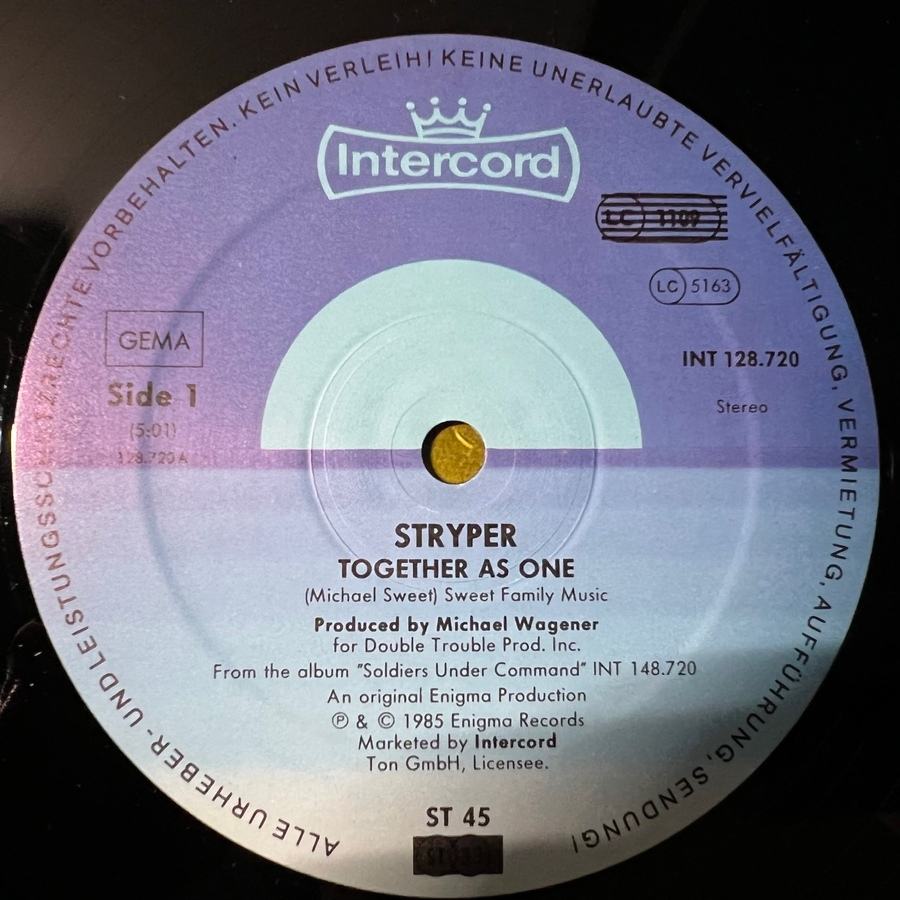 ALLE URHEBER- UND LEISTUNGSSCHUTZRECHTE VORBEHALTEN. KEIN VERLEIH! KEINE UNERLAUBTE VERVIELFÄLTIGUNG, VERMIETUNG, AUFFÜHRUNG, SENDUNG!
Intercord
LC 1109
LC 5163
GEMA
INT 128.720
Side 1
Stereo
(5:01)
128.720 A
STRYPER
TOGETHER AS ONE
(Michael Sweet) Sweet Family Music
Produced by Michael Wagener
for Double Trouble Prod. Inc.
From the album "Soldiers Under Command" INT 148.720
An original Enigma Production
℗ & © 1985 Enigma Records
Marketed by Intercord
Ton GmbH, Licensee.
ST 45